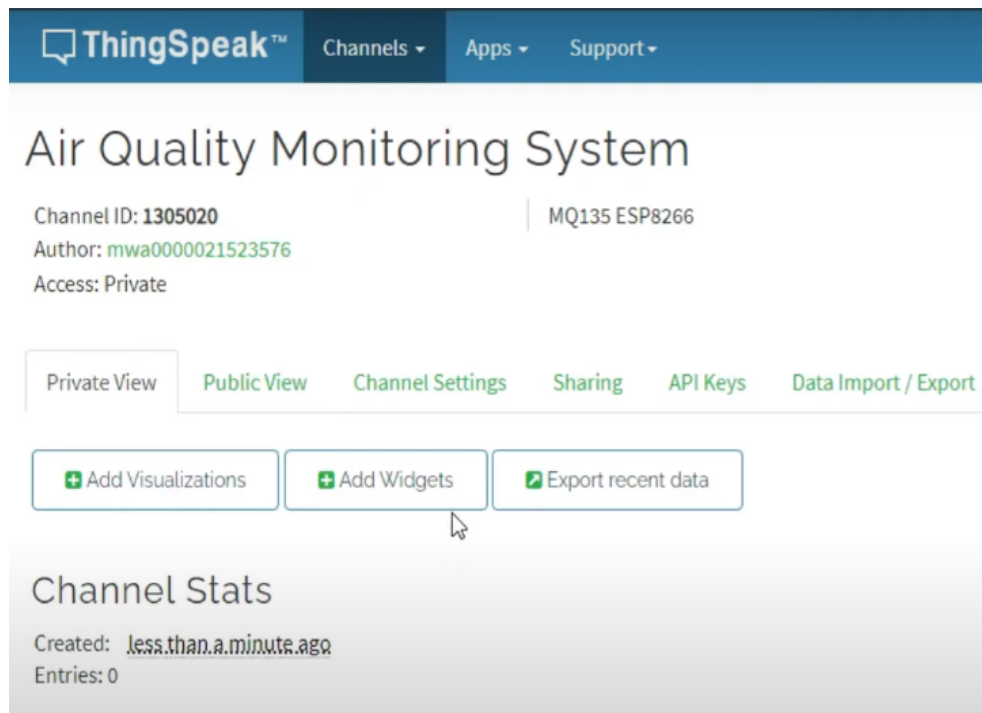 ThingSpeak™ Channels Apps Support
Air Quality Monitoring System
Channel ID: 1305020
Author: mwa0000021523576
Access: Private
MQ135 ESP8266
Private View Public View Channel Settings Sharing API Keys Data Import / Export
Add Visualizations Add Widgets Export recent data
Channel Stats
Created: less than a minute ago
Entries: 0